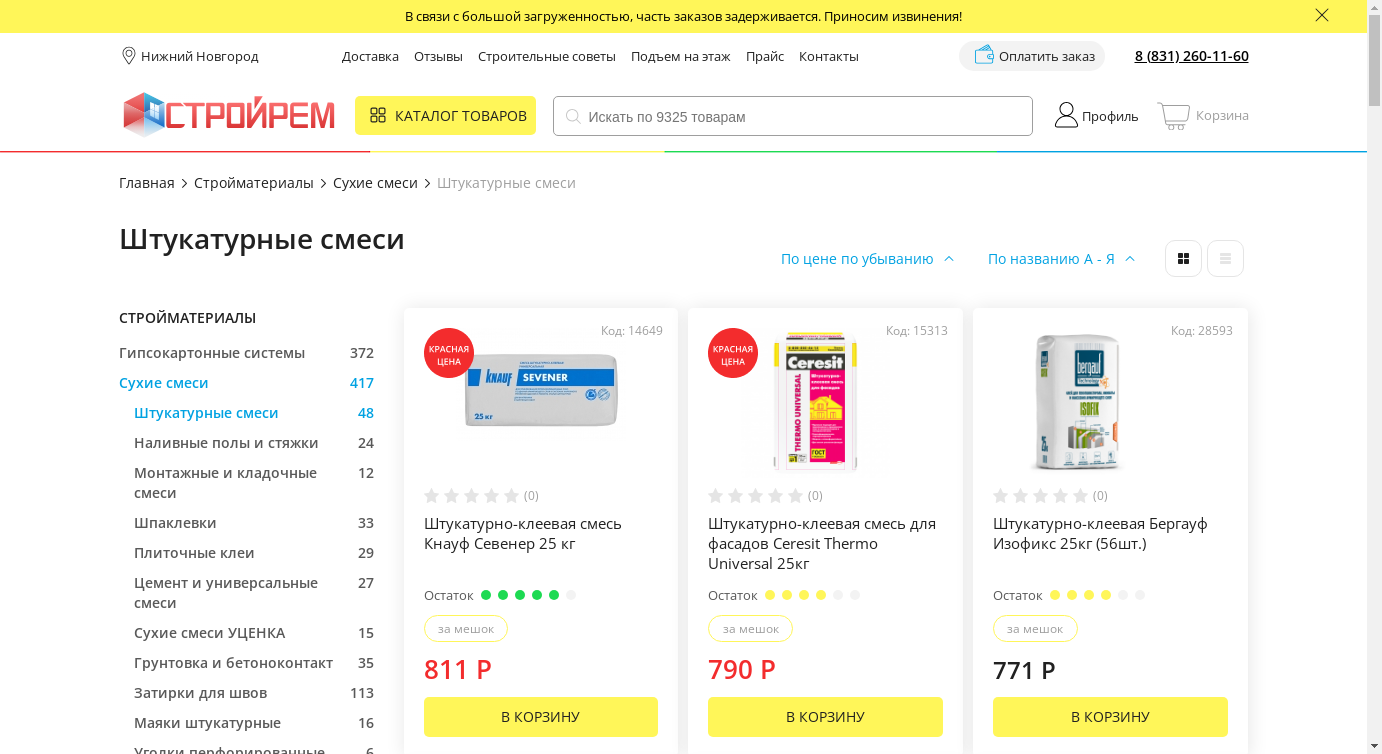 В связи с большой загруженностью, часть заказов задерживается. Приносим извинения!
Нижний Новгород
Доставка Отзывы Строительные советы Подъем на этаж Прайс Контакты
Оплатить заказ
8 (831) 260-11-60
СТРОЙРЕМ
КАТАЛОГ ТОВАРОВ
Искать по 9325 товарам
Профиль
Корзина
Главная > Стройматериалы > Сухие смеси > Штукатурные смеси
Штукатурные смеси
По цене по убыванию
По названию А - Я
СТРОЙМАТЕРИАЛЫ
Гипсокартонные системы 372
Сухие смеси 417
Штукатурные смеси 48
Наливные полы и стяжки 24
Монтажные и кладочные смеси 12
Шпаклевки 33
Плиточные клеи 29
Цемент и универсальные смеси 27
Сухие смеси УЦЕНКА 15
Грунтовка и бетоноконтакт 35
Затирки для швов 113
Маяки штукатурные 16
Уголки перфорированные 6
Код: 14649
КРАСНАЯ
ЦЕНА
КНАУФ SEVENER
25 кг
(0)
Штукатурно-клеевая смесь
Кнауф Севенер 25 кг
Остаток
за мешок
811 Р
В КОРЗИНУ
Код: 15313
КРАСНАЯ
ЦЕНА
Ceresit
THERMO UNIVERSAL
(0)
Штукатурно-клеевая смесь для
фасадов Ceresit Thermo
Universal 25кг
Остаток
за мешок
790 Р
В КОРЗИНУ
Код: 28593
bergauf
Technology
ISOFIX
(0)
Штукатурно-клеевая Бергауф
Изофикс 25кг (56шт.)
Остаток
за мешок
771 Р
В КОРЗИНУ